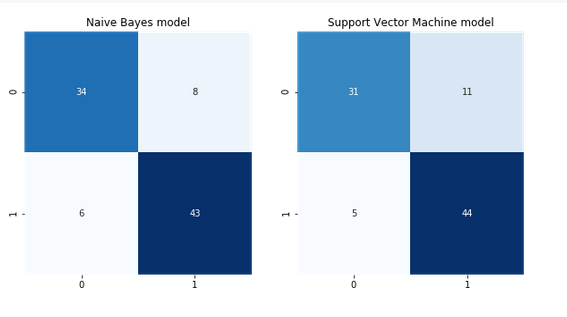 Naive Bayes model Support Vector Machine model
0 34 8 0 31 11
1 6 43 1 5 44
0 1 0 1